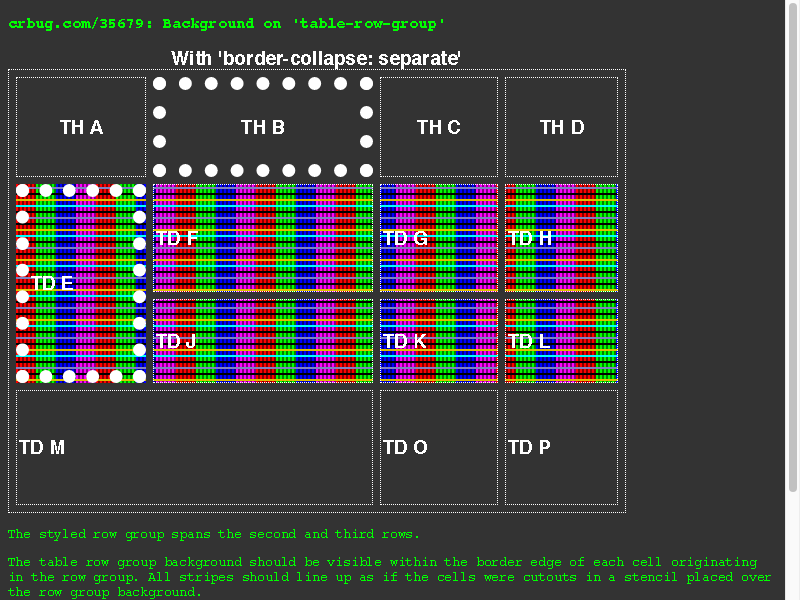 crbug.com/35679: Background on 'table-row-group'
With 'border-collapse: separate'
TH A TH B TH C TH D
TD F TD G TD H
TD E
TD J TD K TD L
TD M TD O TD P
The styled row group spans the second and third rows.
The table row group background should be visible within the border edge of each cell originating
in the row group. All stripes should line up as if the cells were cutouts in a stencil placed over
the row group background.